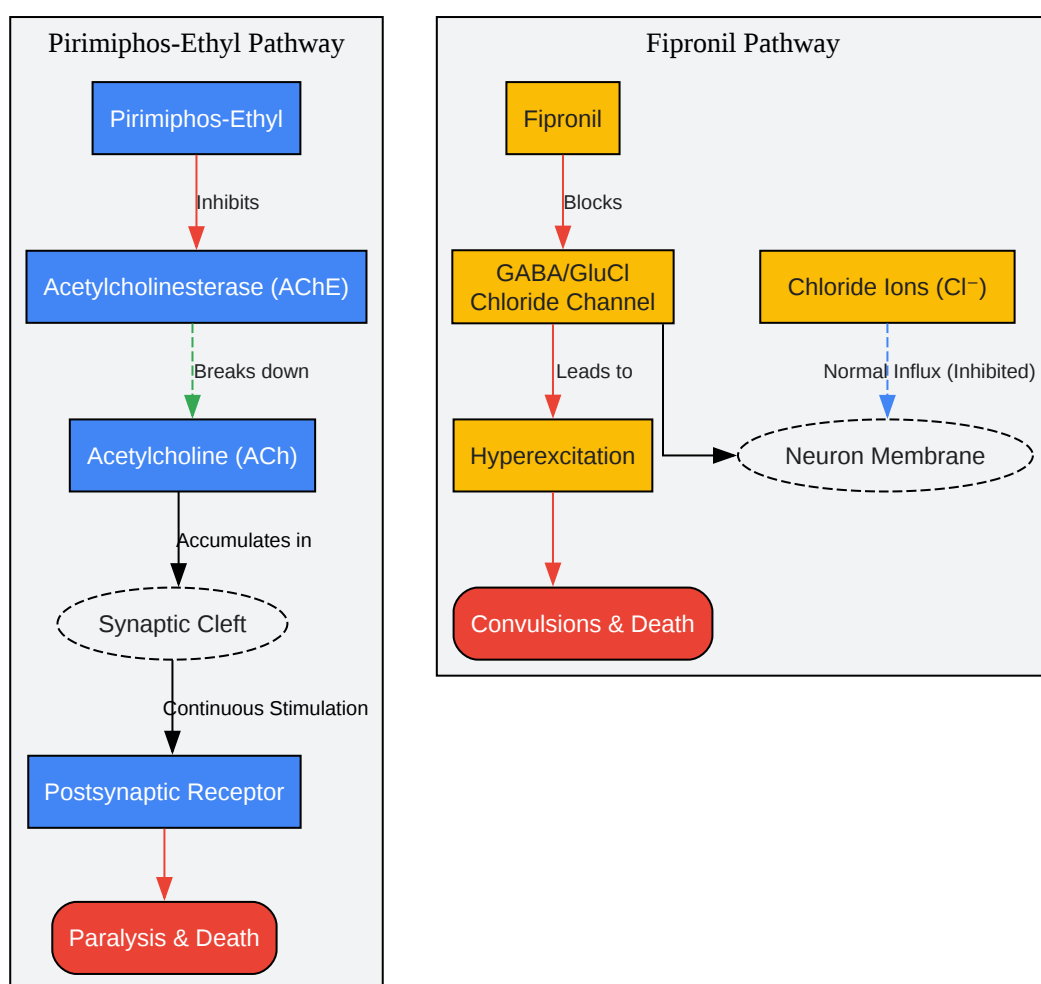 Pirimiphos-Ethyl Pathway
Pirimiphos-Ethyl
Inhibits
Acetylcholinesterase (AChE)
Breaks down
Acetylcholine (ACh)
Accumulates in
Synaptic Cleft
Continuous Stimulation
Postsynaptic Receptor
Paralysis & Death
Fipronil Pathway
Fipronil
Blocks
GABA/GluCl
Chloride Channel
Chloride Ions (Cl⁻)
Leads to
Normal Influx (Inhibited)
Hyperexcitation
Neuron Membrane
Convulsions & Death